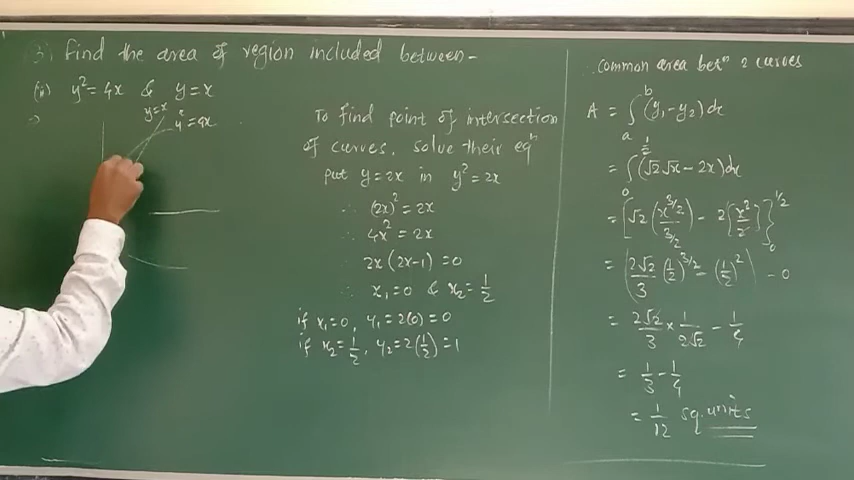 3) Find the area of region included between-
(ii) y²=4x & y=x
y=x
y²=4x
To find point of intersection
of curves, solve their eqⁿ
put y=2x in y²=2x
∴ (2x)²=2x
∴ 4x²=2x
2x(2x-1)=0
∴ x₁=0 & x₂=1/2
if x₁=0, y₁=2(0)=0
if x₂=1/2, y₂=2(1/2)=1
∴ common area betⁿ 2 curves
A = ∫ₐᵇ (y₁-y₂)dx
= ∫₀^(1/2) (√2√x - 2x)dx
= [√2 (x^(3/2)/(3/2)) - 2{x²/2}]₀^(1/2)
= (2√2/3 (1/2)^(3/2) - (1/2)²) - 0
= 2√2/3 × 1/2√2 - 1/4
= 1/3 - 1/4
= 1/12 sq. units